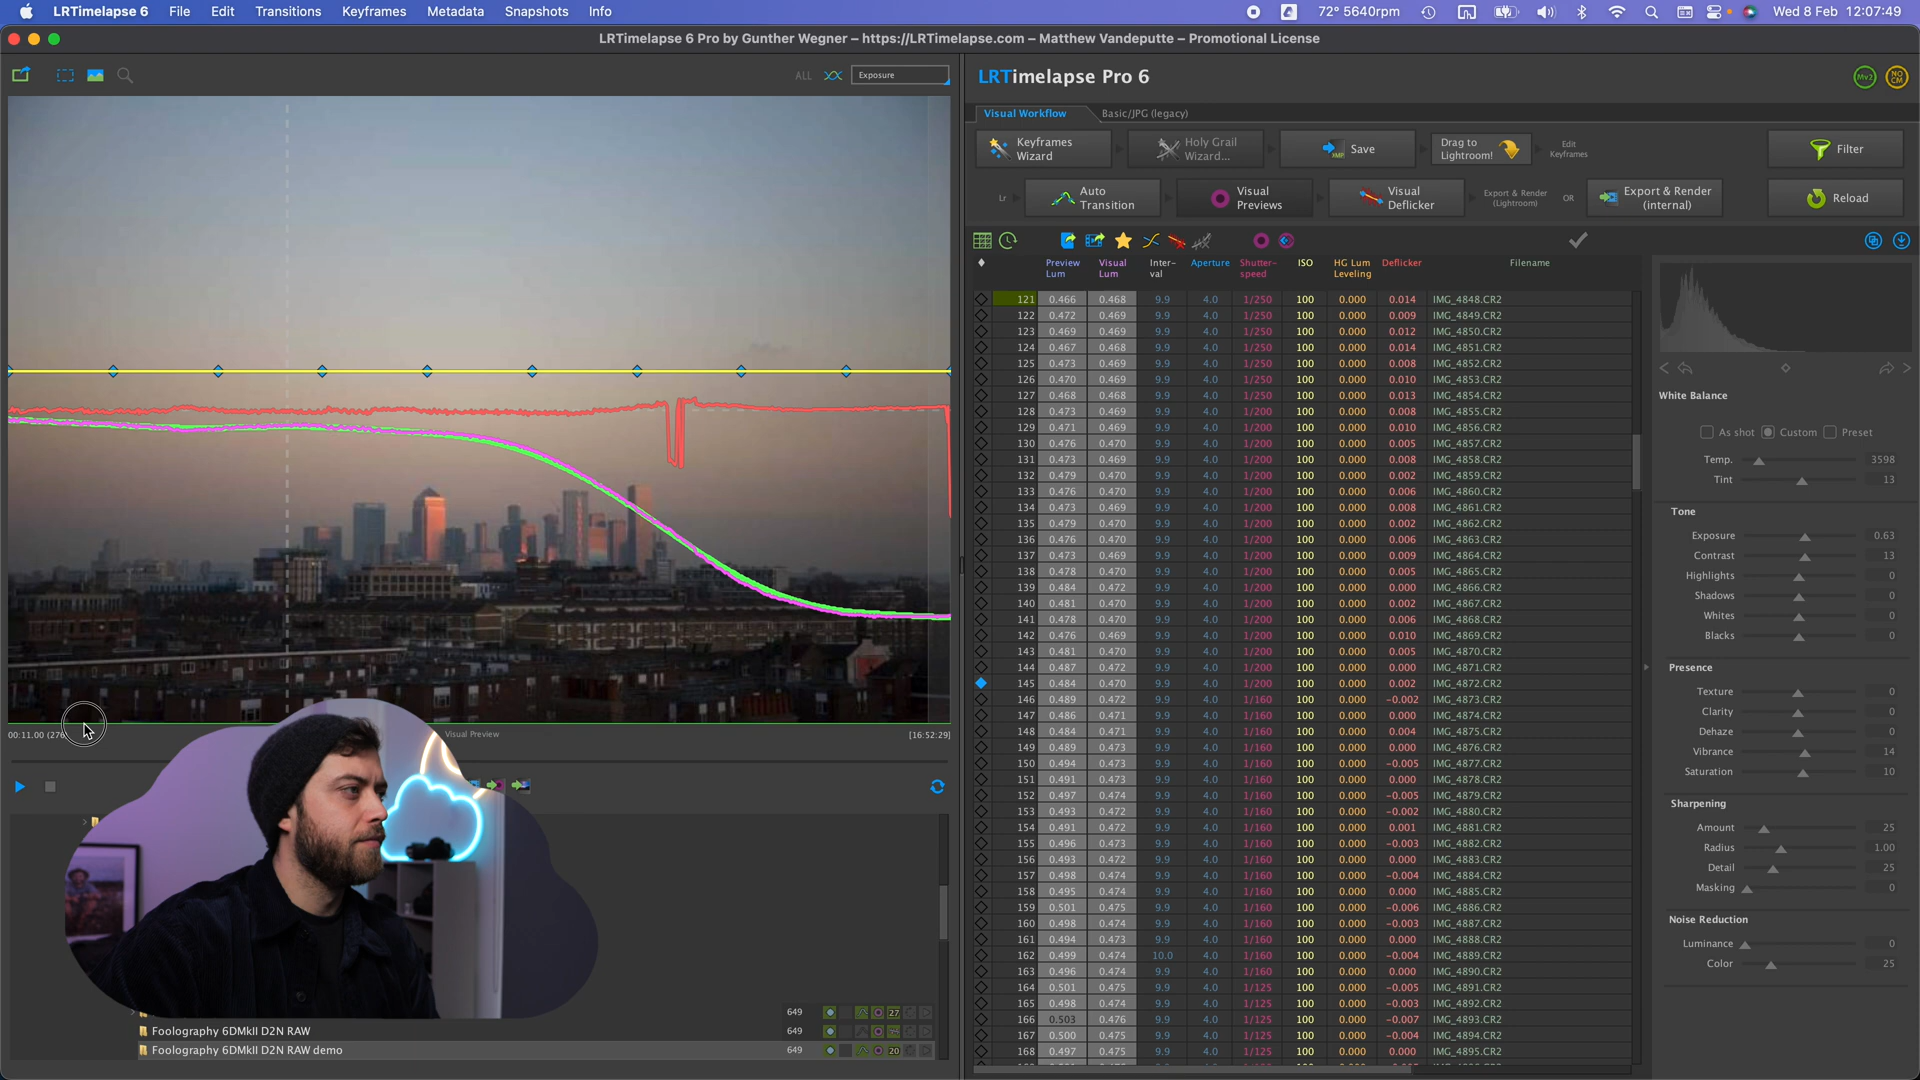 LRTimelapse 6 File Edit Transitions Keyframes Metadata Snapshots Info 72° 5640rpm Wed 8 Feb 12:07:49
LRTimelapse 6 Pro by Gunther Wegner – https://LRTimelapse.com – Matthew Vandeputte – Promotional License
ALL Exposure
LRTimelapse Pro 6 Mv2 NO CM
Visual Workflow Basic/JPG (legacy)
Keyframes Wizard
Holy Grail Wizard...
Save
Drag to Lightroom!
Edit Keyframes
Filter
Lr
Auto Transition
Visual Previews
Visual Deflicker
Export & Render (Lightroom)
OR
Export & Render (internal)
Reload
Preview Lum Visual Lum Inter-val Aperture Shutter-speed ISO HG Lum Leveling Deflicker Filename
121 0.466 0.468 9.9 4.0 1/250 100 0.000 0.014 IMG_4848.CR2
122 0.472 0.469 9.9 4.0 1/250 100 0.000 0.009 IMG_4849.CR2
123 0.469 0.469 9.9 4.0 1/250 100 0.000 0.012 IMG_4850.CR2
124 0.467 0.468 9.9 4.0 1/250 100 0.000 0.014 IMG_4851.CR2
125 0.473 0.469 9.9 4.0 1/250 100 0.000 0.008 IMG_4852.CR2
126 0.470 0.469 9.9 4.0 1/250 100 0.000 0.010 IMG_4853.CR2
127 0.468 0.468 9.9 4.0 1/250 100 0.000 0.013 IMG_4854.CR2
128 0.473 0.469 9.9 4.0 1/200 100 0.000 0.008 IMG_4855.CR2
129 0.471 0.469 9.9 4.0 1/200 100 0.000 0.010 IMG_4856.CR2
130 0.476 0.470 9.9 4.0 1/200 100 0.000 0.005 IMG_4857.CR2
131 0.473 0.469 9.9 4.0 1/200 100 0.000 0.008 IMG_4858.CR2
132 0.479 0.470 9.9 4.0 1/200 100 0.000 0.002 IMG_4859.CR2
133 0.476 0.470 9.9 4.0 1/200 100 0.000 0.006 IMG_4860.CR2
134 0.473 0.469 9.9 4.0 1/200 100 0.000 0.008 IMG_4861.CR2
135 0.479 0.470 9.9 4.0 1/200 100 0.000 0.002 IMG_4862.CR2
136 0.476 0.470 9.9 4.0 1/200 100 0.000 0.006 IMG_4863.CR2
137 0.473 0.469 9.9 4.0 1/200 100 0.000 0.009 IMG_4864.CR2
138 0.478 0.470 9.9 4.0 1/200 100 0.000 0.005 IMG_4865.CR2
139 0.484 0.472 9.9 4.0 1/200 100 0.000 0.000 IMG_4866.CR2
140 0.481 0.470 9.9 4.0 1/200 100 0.000 0.002 IMG_4867.CR2
141 0.478 0.470 9.9 4.0 1/200 100 0.000 0.006 IMG_4868.CR2
142 0.476 0.469 9.9 4.0 1/200 100 0.000 0.010 IMG_4869.CR2
143 0.481 0.470 9.9 4.0 1/200 100 0.000 0.005 IMG_4870.CR2
144 0.487 0.472 9.9 4.0 1/200 100 0.000 0.000 IMG_4871.CR2
145 0.484 0.470 9.9 4.0 1/200 100 0.000 0.002 IMG_4872.CR2
146 0.489 0.472 9.9 4.0 1/160 100 0.000 -0.002 IMG_4873.CR2
147 0.486 0.471 9.9 4.0 1/160 100 0.000 0.000 IMG_4874.CR2
148 0.484 0.471 9.9 4.0 1/160 100 0.000 0.004 IMG_4875.CR2
149 0.489 0.473 9.9 4.0 1/160 100 0.000 0.000 IMG_4876.CR2
150 0.494 0.473 9.9 4.0 1/160 100 0.000 -0.005 IMG_4877.CR2
151 0.491 0.473 9.9 4.0 1/160 100 0.000 0.000 IMG_4878.CR2
152 0.497 0.474 9.9 4.0 1/160 100 0.000 -0.005 IMG_4879.CR2
153 0.493 0.472 9.9 4.0 1/160 100 0.000 -0.002 IMG_4880.CR2
154 0.491 0.472 9.9 4.0 1/160 100 0.000 0.001 IMG_4881.CR2
155 0.496 0.473 9.9 4.0 1/160 100 0.000 -0.003 IMG_4882.CR2
156 0.493 0.472 9.9 4.0 1/160 100 0.000 0.000 IMG_4883.CR2
157 0.498 0.474 9.9 4.0 1/160 100 0.000 -0.004 IMG_4884.CR2
158 0.495 0.474 9.9 4.0 1/160 100 0.000 0.000 IMG_4885.CR2
159 0.501 0.475 9.9 4.0 1/160 100 0.000 -0.006 IMG_4886.CR2
160 0.498 0.474 9.9 4.0 1/160 100 0.000 -0.003 IMG_4887.CR2
161 0.494 0.473 9.9 4.0 1/160 100 0.000 0.000 IMG_4888.CR2
162 0.499 0.474 10.0 4.0 1/160 100 0.000 -0.004 IMG_4889.CR2
163 0.496 0.474 9.9 4.0 1/160 100 0.000 0.000 IMG_4890.CR2
164 0.501 0.475 9.9 4.0 1/125 100 0.000 -0.005 IMG_4891.CR2
165 0.498 0.474 9.9 4.0 1/125 100 0.000 -0.003 IMG_4892.CR2
166 0.503 0.476 9.9 4.0 1/125 100 0.000 -0.007 IMG_4893.CR2
167 0.500 0.475 9.9 4.0 1/125 100 0.000 -0.004 IMG_4894.CR2
168 0.497 0.475 9.9 4.0 1/125 100 0.000 0.000 IMG_4895.CR2
White Balance
As shot Custom Preset
Temp. 3598
Tint 13
Tone
Exposure 0.63
Contrast 13
Highlights 0
Shadows 0
Whites 0
Blacks 0
Presence
Texture 0
Clarity 0
Dehaze 0
Vibrance 14
Saturation 10
Sharpening
Amount 25
Radius 1.00
Detail 25
Masking 0
Noise Reduction
Luminance 0
Color 25
00:11.00 Visual Preview [16:52:29]
649 27
Foolography 6DMkII D2N RAW 649
Foolography 6DMkII D2N RAW demo 649 20